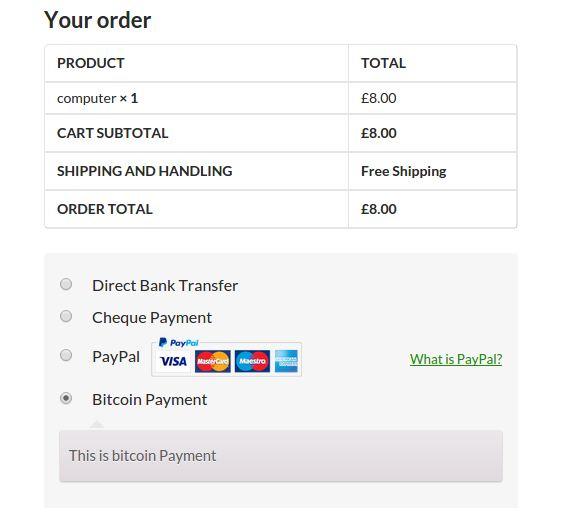 Your order
PRODUCT TOTAL
computer × 1 £8.00
CART SUBTOTAL £8.00
SHIPPING AND HANDLING Free Shipping
ORDER TOTAL £8.00
Direct Bank Transfer
Cheque Payment
PayPal
PayPal VISA MasterCard Maestro What is PayPal?
Bitcoin Payment
This is bitcoin Payment